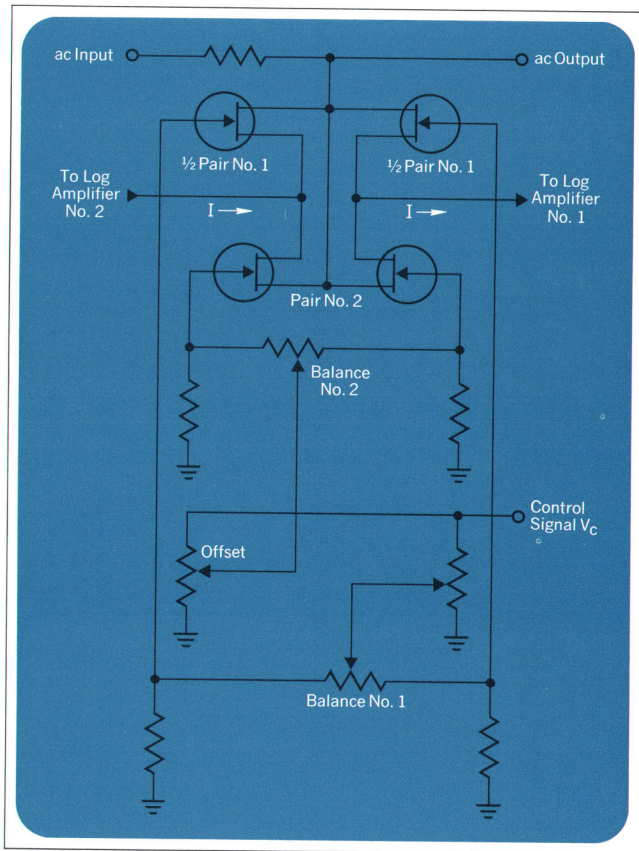 ac Input
ac Output
½ Pair No. 1
½ Pair No. 1
To Log
Amplifier
No. 2
I
I
To Log
Amplifier
No. 1
Pair No. 2
Balance
No. 2
Control
Signal VC
Offset
Balance No. 1